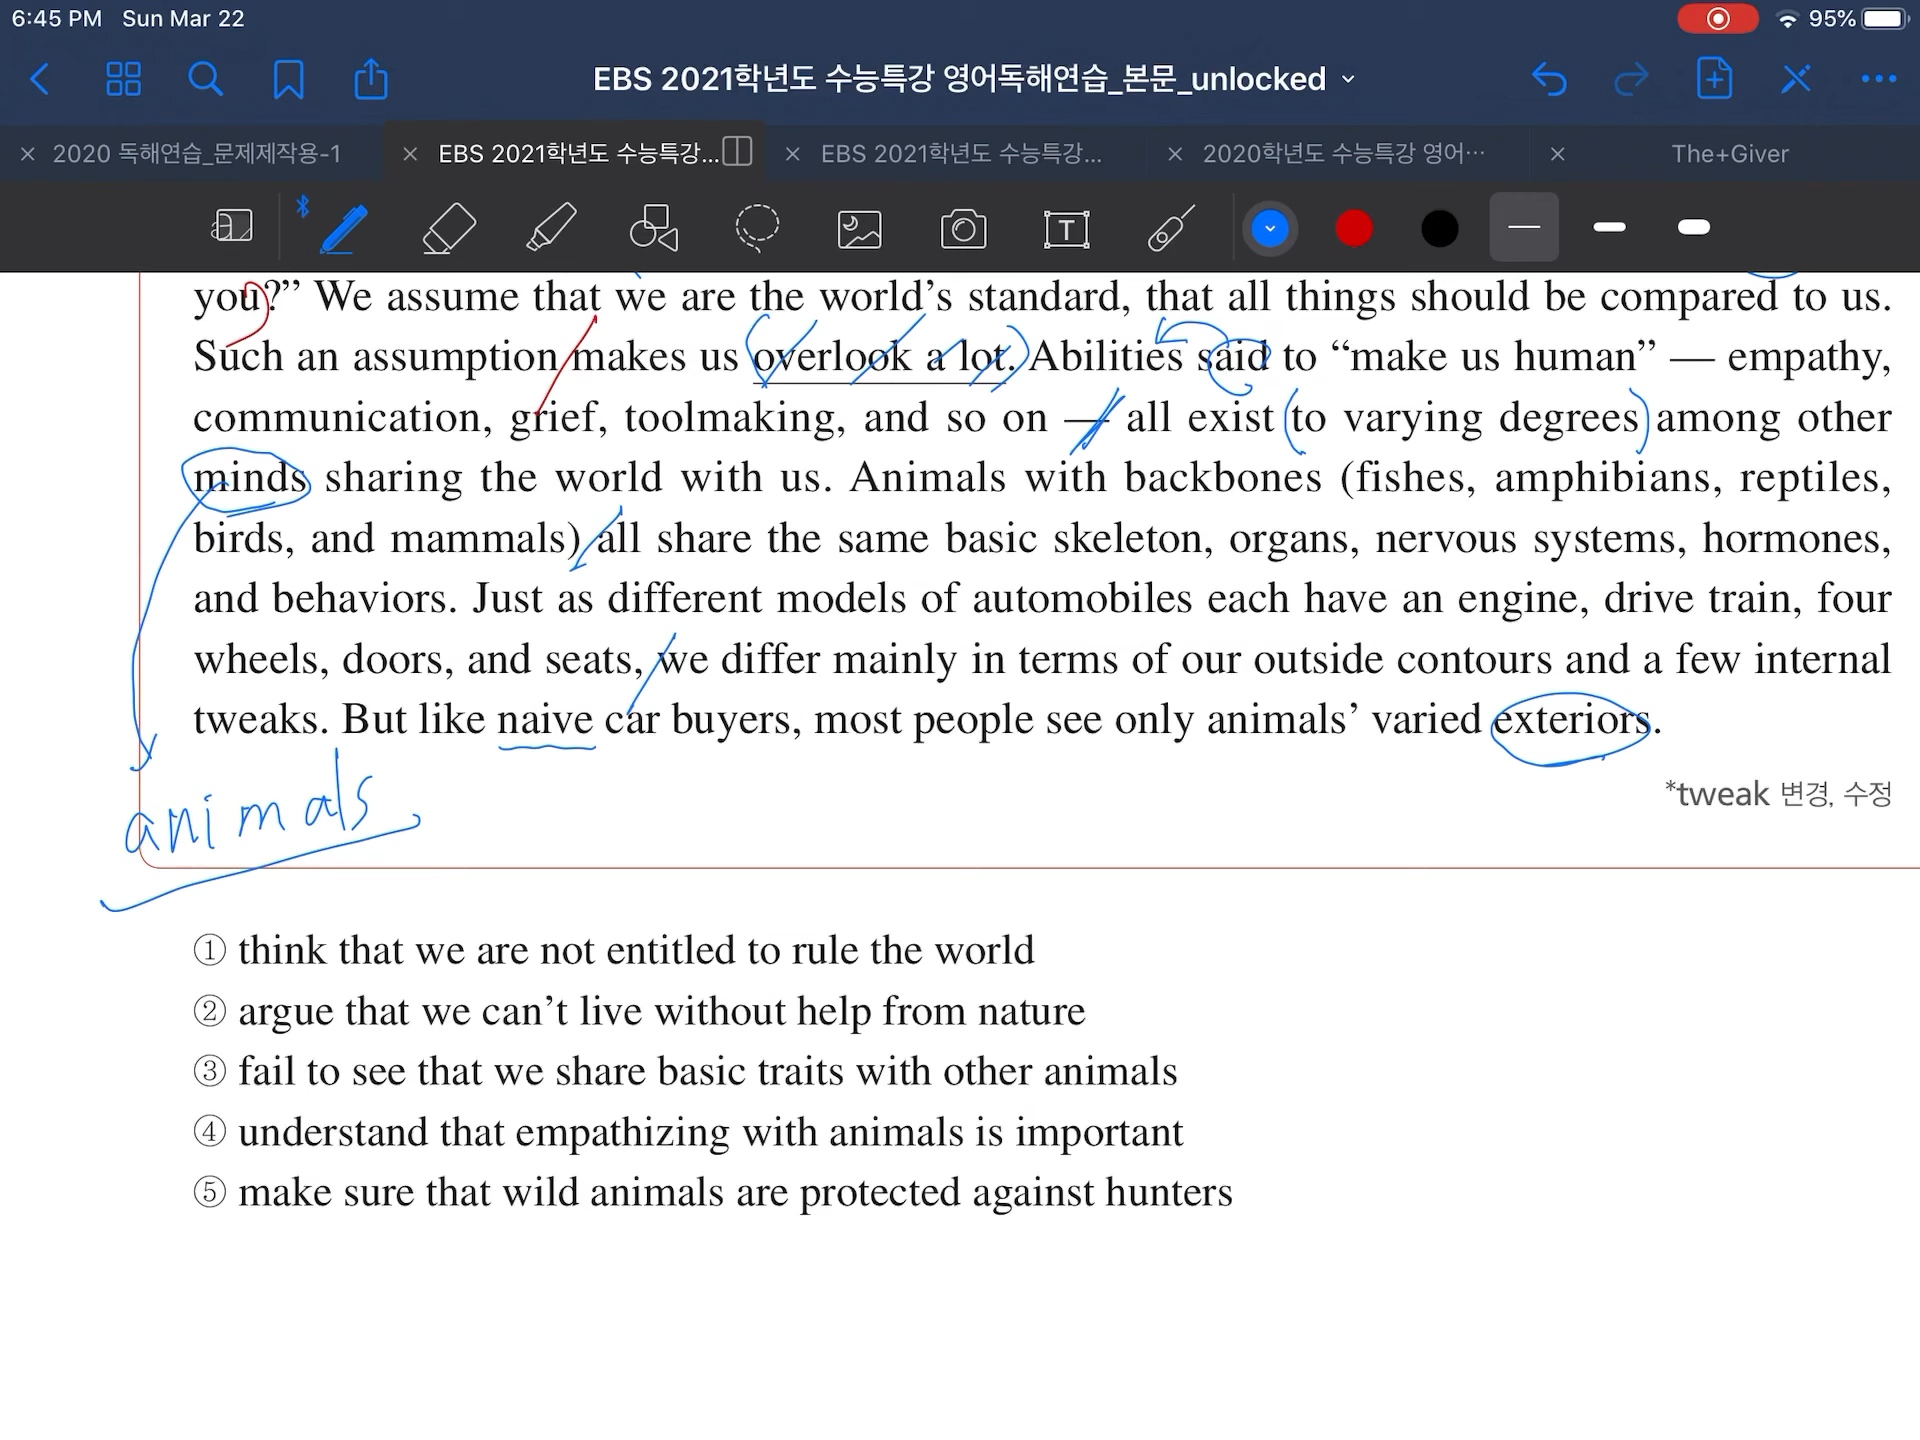 6:45 PM Sun Mar 22
95%
EBS 2021학년도 수능특강 영어독해연습_본문_unlocked
2020 독해연습_문제제작용-1
EBS 2021학년도 수능특강...
EBS 2021학년도 수능특강...
2020학년도 수능특강 영어...
The+Giver
T
you?” We assume that we are the world’s standard, that all things should be compared to us.
Such an assumption makes us overlook a lot. Abilities said to “make us human” — empathy,
communication, grief, toolmaking, and so on — all exist to varying degrees among other
minds sharing the world with us. Animals with backbones (fishes, amphibians, reptiles,
birds, and mammals) all share the same basic skeleton, organs, nervous systems, hormones,
and behaviors. Just as different models of automobiles each have an engine, drive train, four
wheels, doors, and seats, we differ mainly in terms of our outside contours and a few internal
tweaks. But like naive car buyers, most people see only animals’ varied exteriors.
*tweak 변경, 수정
animals
① think that we are not entitled to rule the world
② argue that we can’t live without help from nature
③ fail to see that we share basic traits with other animals
④ understand that empathizing with animals is important
⑤ make sure that wild animals are protected against hunters